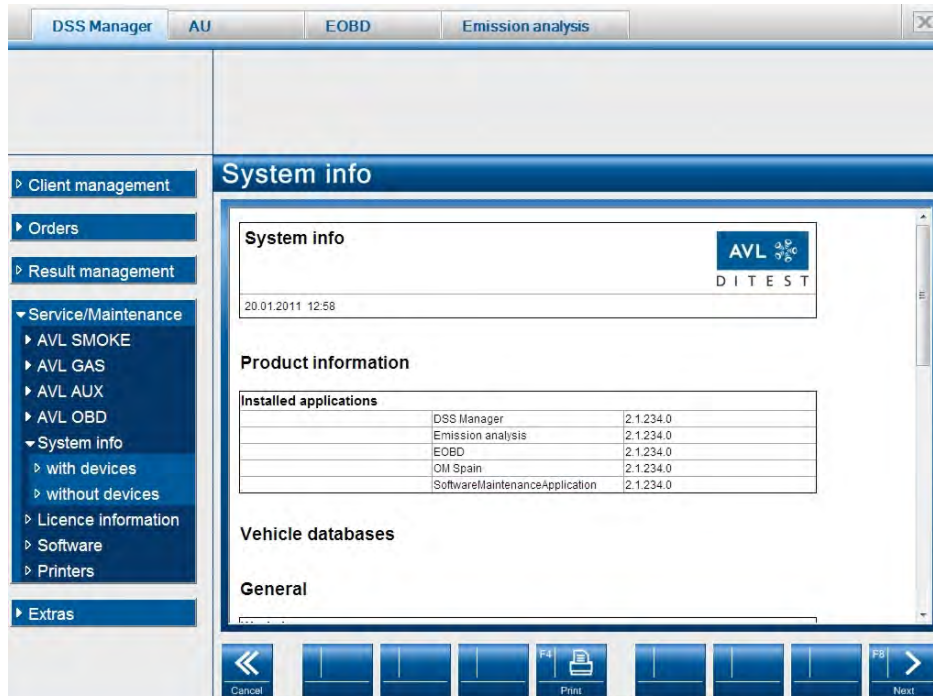 DSS Manager AU EOBD Emission analysis
Client management
Orders
Result management
Service/Maintenance
AVL SMOKE
AVL GAS
AVL AUX
AVL OBD
System info
with devices
without devices
Licence information
Software
Printers
Extras
System info
System info
AVL
DITEST
20.01.2011 12:58
Product information
Installed applications
DSS Manager 2.1.234.0
Emission analysis 2.1.234.0
EOBD 2.1.234.0
OM Spain 2.1.234.0
SoftwareMaintenanceApplication 2.1.234.0
Vehicle databases
General
Cancel
F4 Print
F8 Next